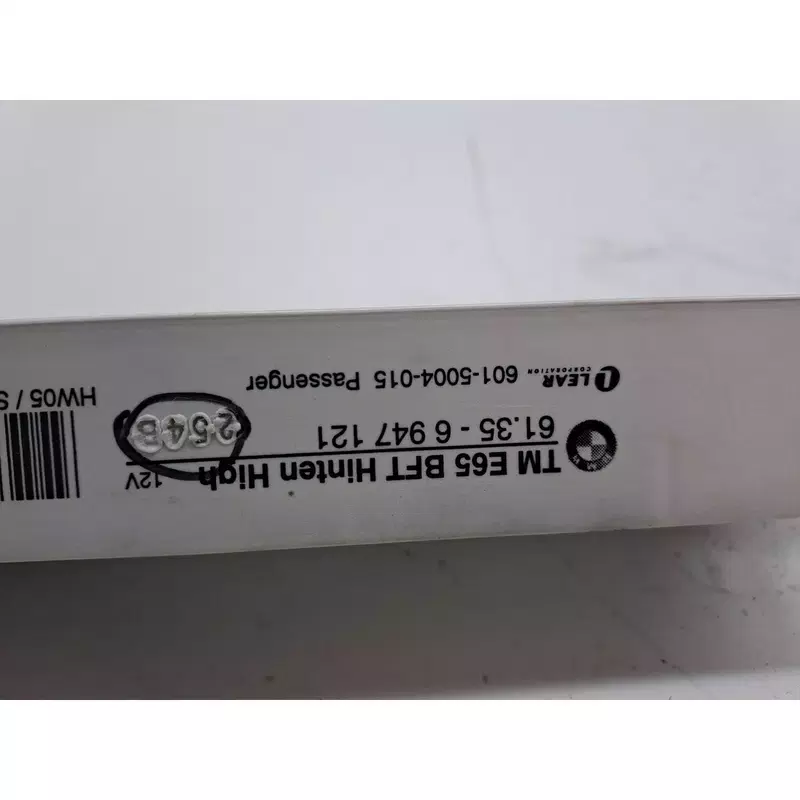 TM E65 BFT Hinten High 12V
61.35 - 6 947 121
254B
LEAR CORPORATION 601-5004-015 Passenger
HW05 / S